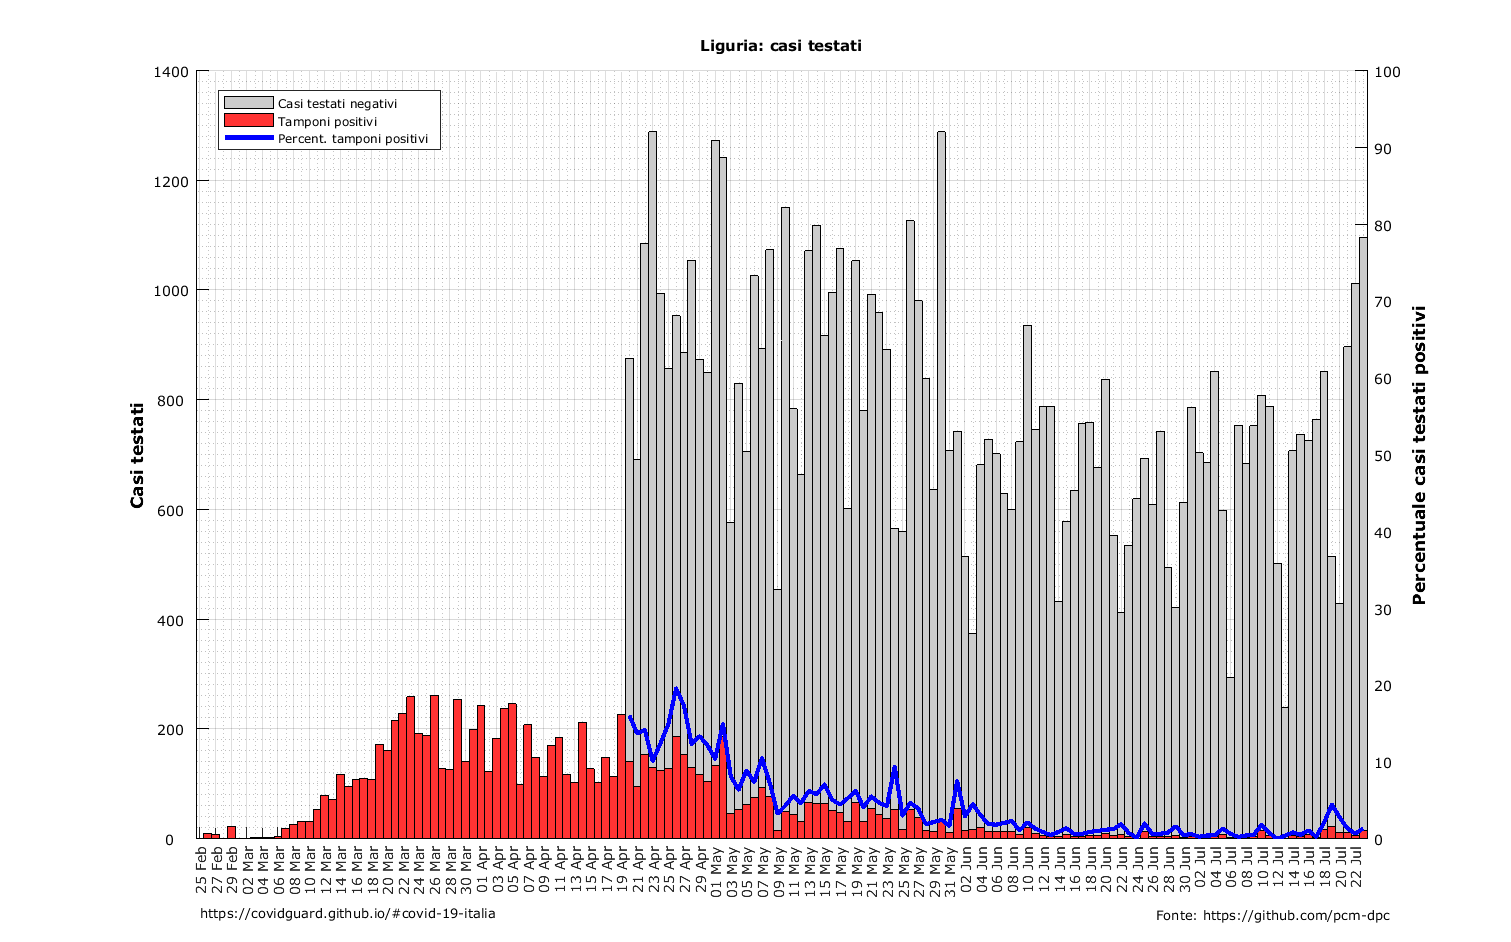 Liguria: casi testati
1400
1200
1000
800
600
400
200
0
100
90
80
70
60
50
40
30
20
10
0
Casi testati negativi
Tamponi positivi
Percent. tamponi positivi
Casi testati
Percentuale casi testati positivi
25 Feb
27 Feb
29 Feb
02 Mar
04 Mar
06 Mar
08 Mar
10 Mar
12 Mar
14 Mar
16 Mar
18 Mar
20 Mar
22 Mar
24 Mar
26 Mar
28 Mar
30 Mar
01 Apr
03 Apr
05 Apr
07 Apr
09 Apr
11 Apr
13 Apr
15 Apr
17 Apr
19 Apr
21 Apr
23 Apr
25 Apr
27 Apr
29 Apr
01 May
03 May
05 May
07 May
09 May
11 May
13 May
15 May
17 May
19 May
21 May
23 May
25 May
27 May
29 May
31 May
02 Jun
04 Jun
06 Jun
08 Jun
10 Jun
12 Jun
14 Jun
16 Jun
18 Jun
20 Jun
22 Jun
24 Jun
26 Jun
28 Jun
30 Jun
02 Jul
04 Jul
06 Jul
08 Jul
10 Jul
12 Jul
14 Jul
16 Jul
18 Jul
20 Jul
22 Jul
https://covidguard.github.io/#covid-19-italia
Fonte: https://github.com/pcm-dpc